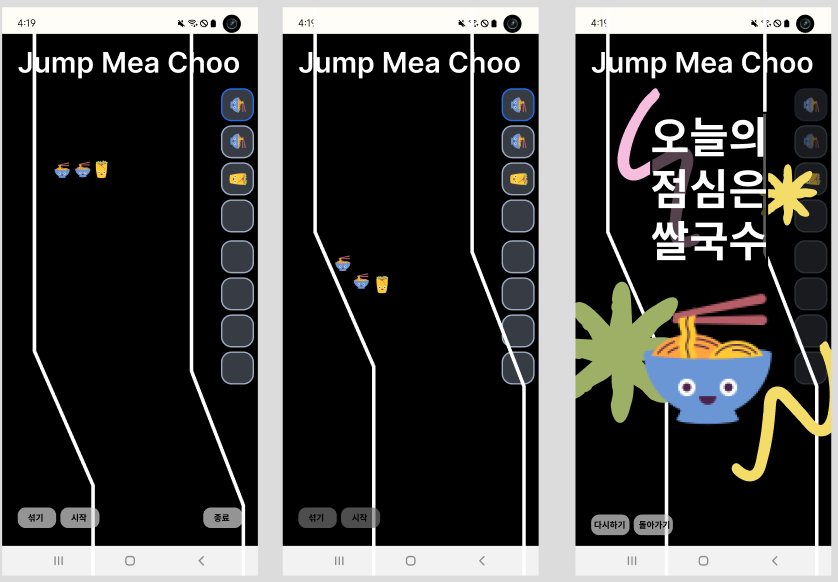 4:19
Jump Mea Choo
섞기 시작 종료
4:19
Jump Mea Choo
섞기 시작
4:19
Jump Mea Choo
오늘의
점심은
쌀국수
다시하기 돌아가기